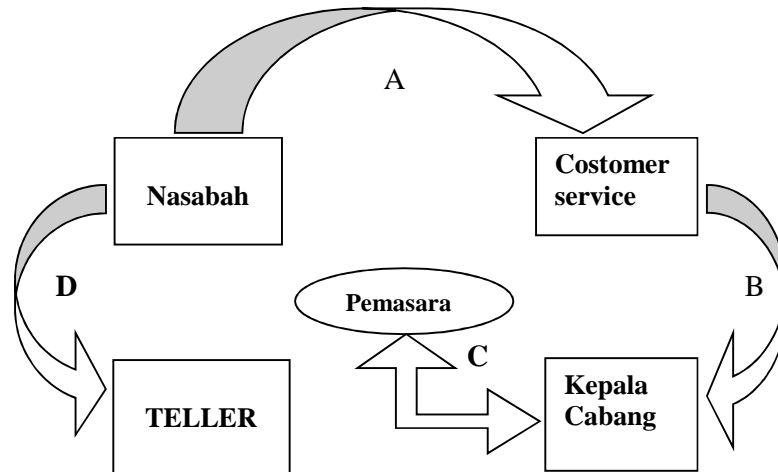 A
Nasabah
Costomer
service
D
B
Pemasara
C
TELLER
Kepala
Cabang